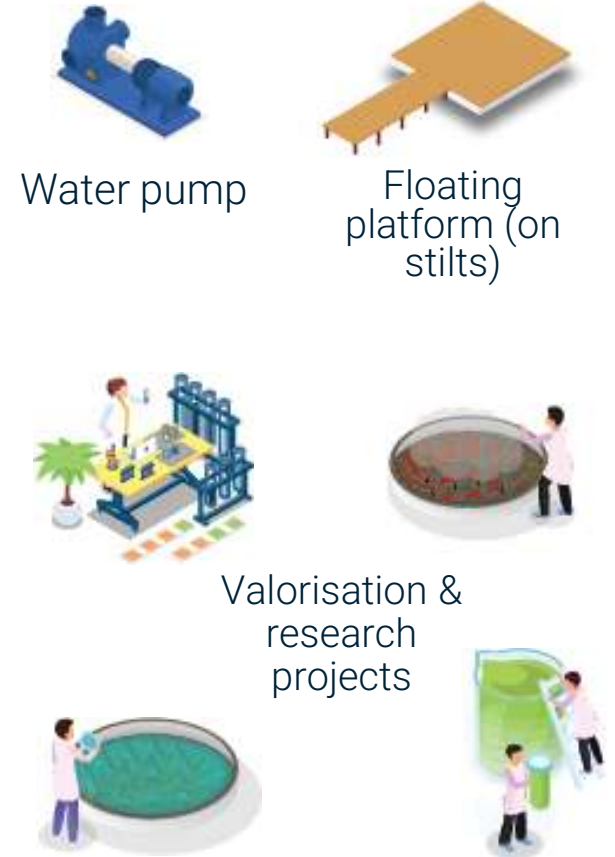 Water pump
Floating
platform (on
stilts)
Valorisation &
research
projects